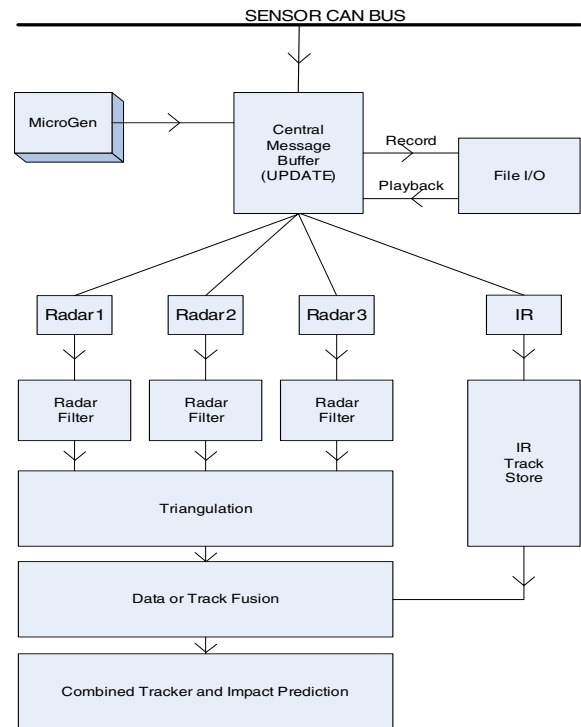 SENSOR CAN BUS
MicroGen
Central
Message
Buffer
(UPDATE)
Record
Playback
File I/O
Radar1
Radar2
Radar3
IR
Radar
Filter
Radar
Filter
Radar
Filter
IR
Track
Store
Triangulation
Data or Track Fusion
Combined Tracker and Impact Prediction